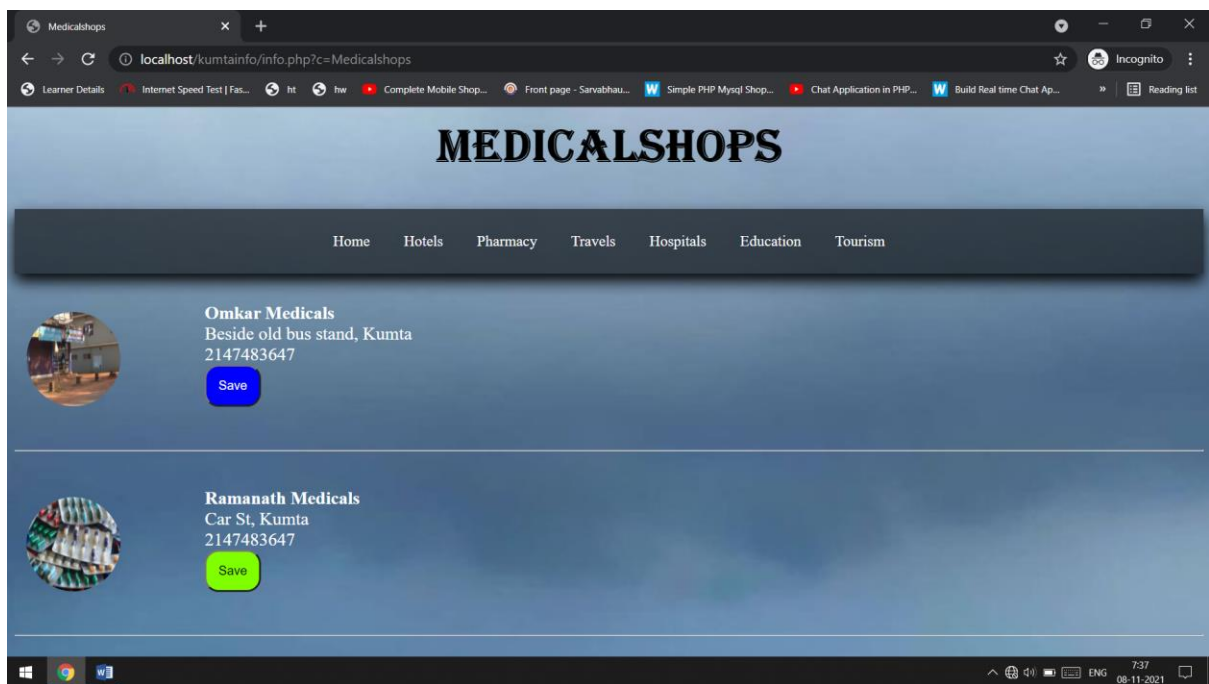 Medicalshops
localhost/kumtainfo/info.php?c=Medicalshops
Incognito
Learner Details Internet Speed Test | Fas... ht hw Complete Mobile Shop... Front page - Sarvabhau... Simple PHP Mysql Shop... Chat Application in PHP... Build Real time Chat Ap... » Reading list
MEDICALSHOPS
Home Hotels Pharmacy Travels Hospitals Education Tourism
Omkar Medicals
Beside old bus stand, Kumta
2147483647
Save
Ramanath Medicals
Car St, Kumta
2147483647
Save
ENG 7:37
08-11-2021